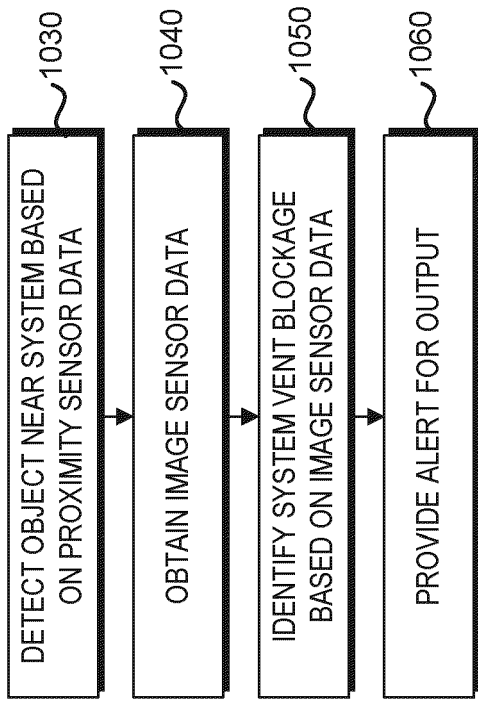 DETECT OBJECT NEAR SYSTEM BASED
ON PROXIMITY SENSOR DATA
1030
OBTAIN IMAGE SENSOR DATA
1040
IDENTIFY SYSTEM VENT BLOCKAGE
BASED ON IMAGE SENSOR DATA
1050
PROVIDE ALERT FOR OUTPUT
1060